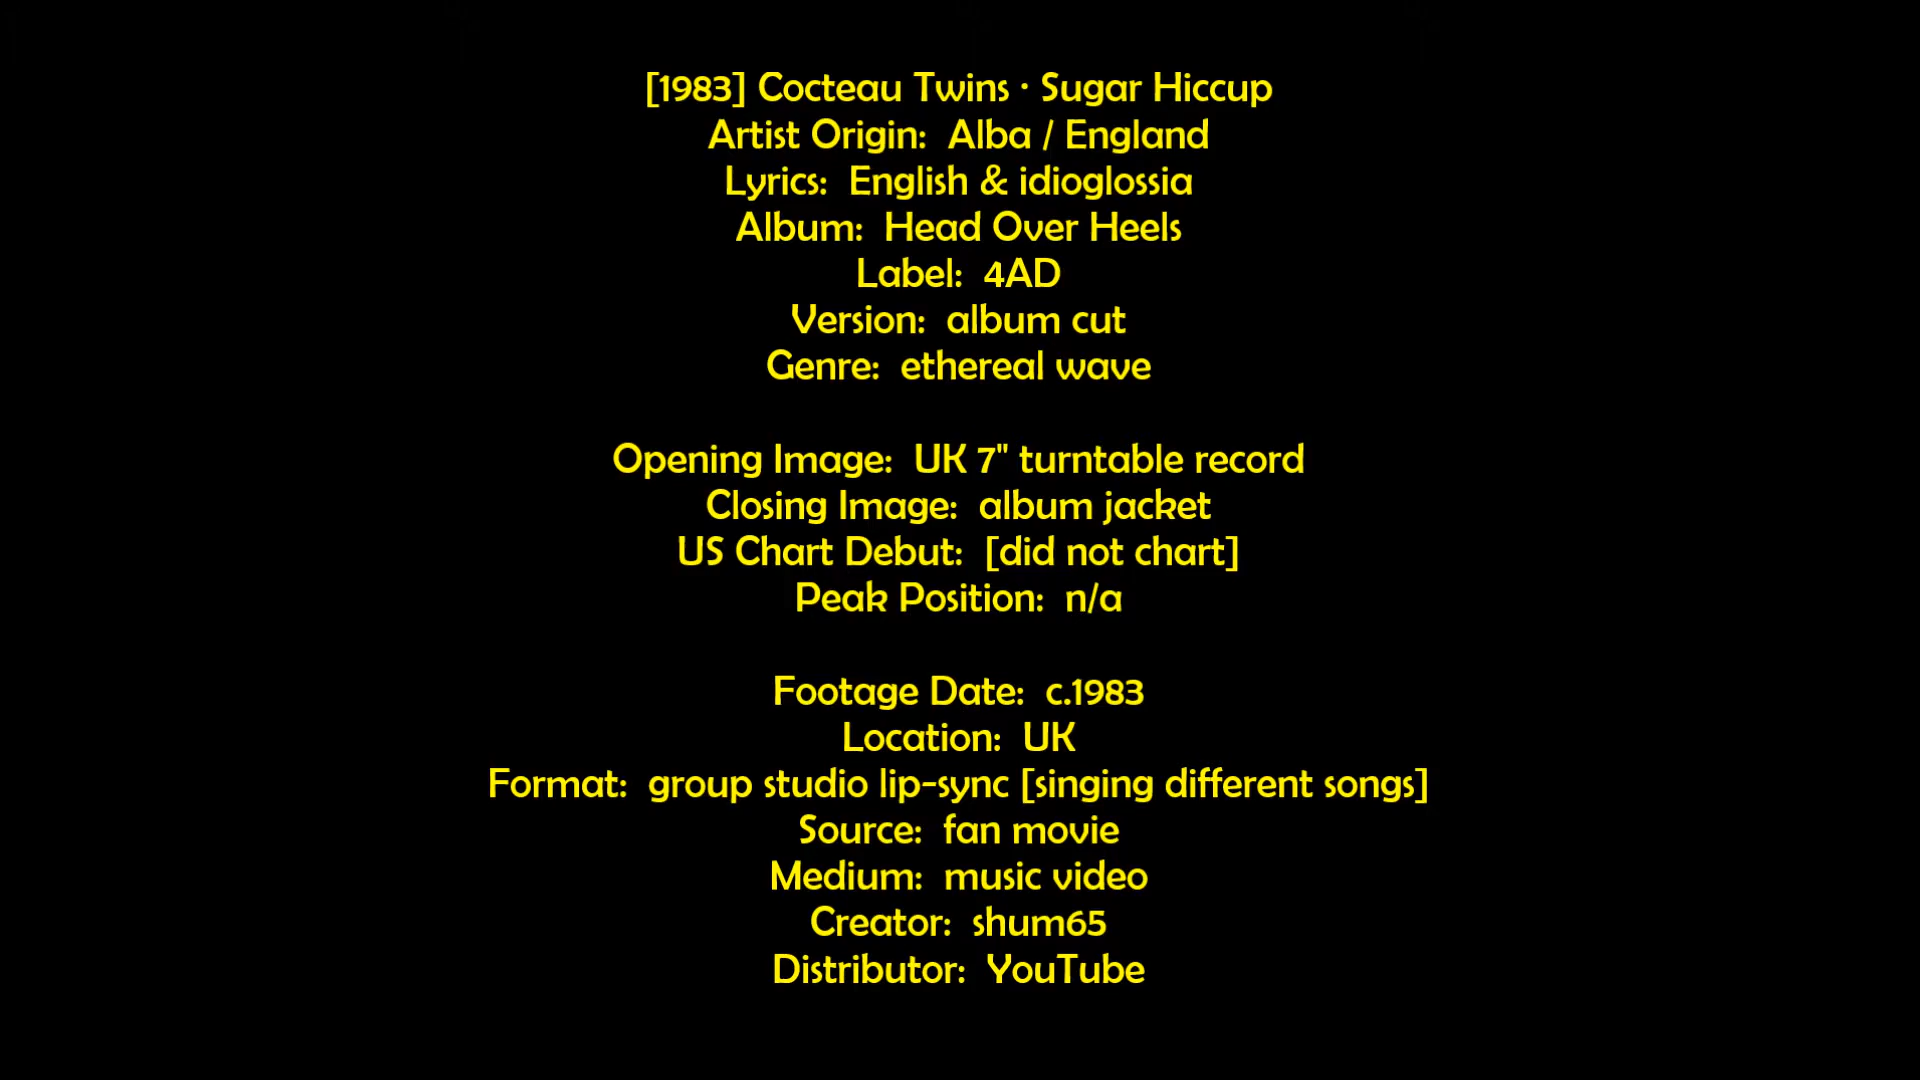 [1983] Cocteau Twins · Sugar Hiccup
Artist Origin:  Alba / England
Lyrics:  English & idioglossia
Album:  Head Over Heels
Label:  4AD
Version:  album cut
Genre:  ethereal wave
Opening Image:  UK 7" turntable record
Closing Image:  album jacket
US Chart Debut:  [did not chart]
Peak Position:  n/a
Footage Date:  c.1983
Location:  UK
Format:  group studio lip-sync [singing different songs]
Source:  fan movie
Medium:  music video
Creator:  shum65
Distributor:  YouTube